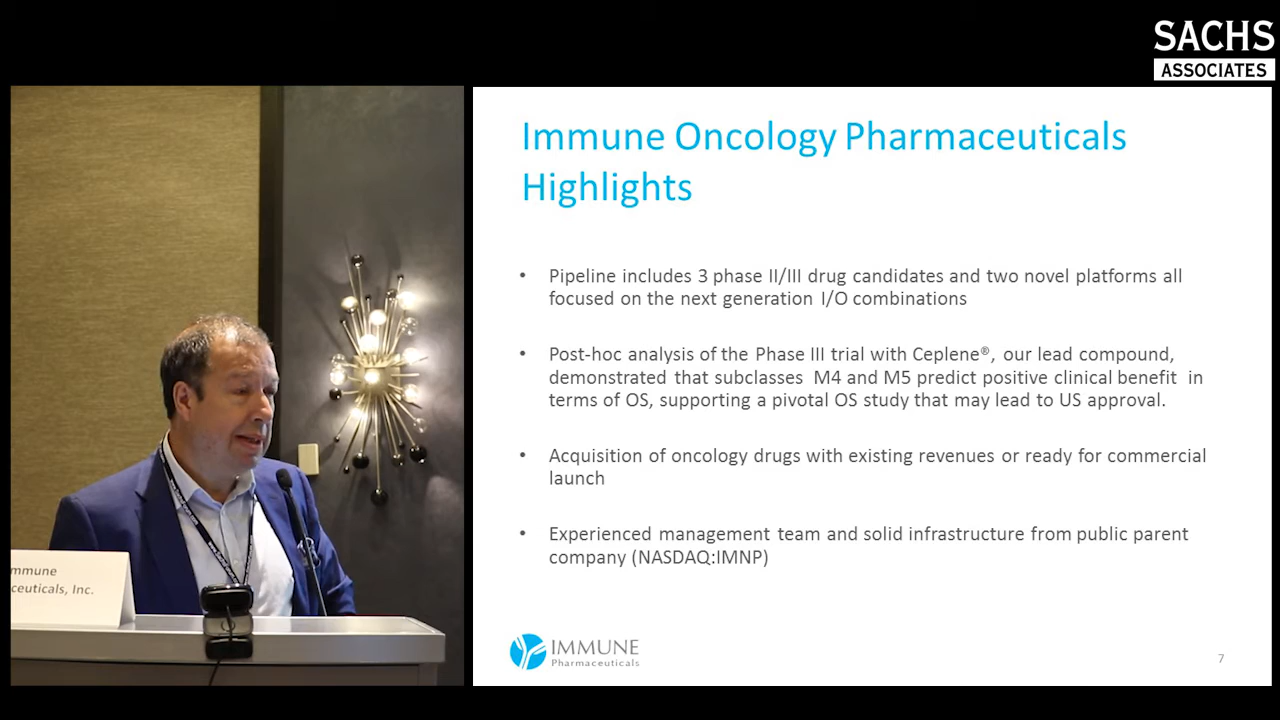 SACHS
ASSOCIATES
Immune Oncology Pharmaceuticals
Highlights
• Pipeline includes 3 phase II/III drug candidates and two novel platforms all
focused on the next generation I/O combinations
• Post-hoc analysis of the Phase III trial with Ceplene®, our lead compound,
demonstrated that subclasses M4 and M5 predict positive clinical benefit in
terms of OS, supporting a pivotal OS study that may lead to US approval.
• Acquisition of oncology drugs with existing revenues or ready for commercial
launch
• Experienced management team and solid infrastructure from public parent
company (NASDAQ:IMNP)
IMMUNE
Pharmaceuticals
7
mmune
ceuticals, Inc.